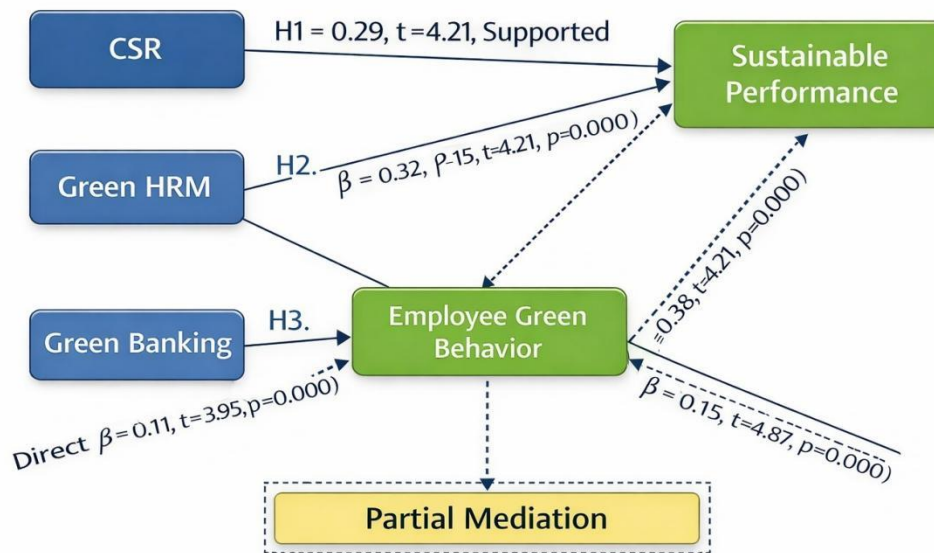 CSR
H1 = 0.29, t=4.21, Supported
Sustainable
Performance
Green HRM
H2.
β = 0.32, P-15, t=4.21, p=0.000)
Green Banking
H3.
Employee Green
Behavior
=0.38, t=4.21, p=0.000)
Direct β=0.11, t=3.95,p=0.000)
β = 0.15, t=4.87, p=0.000)
Partial Mediation